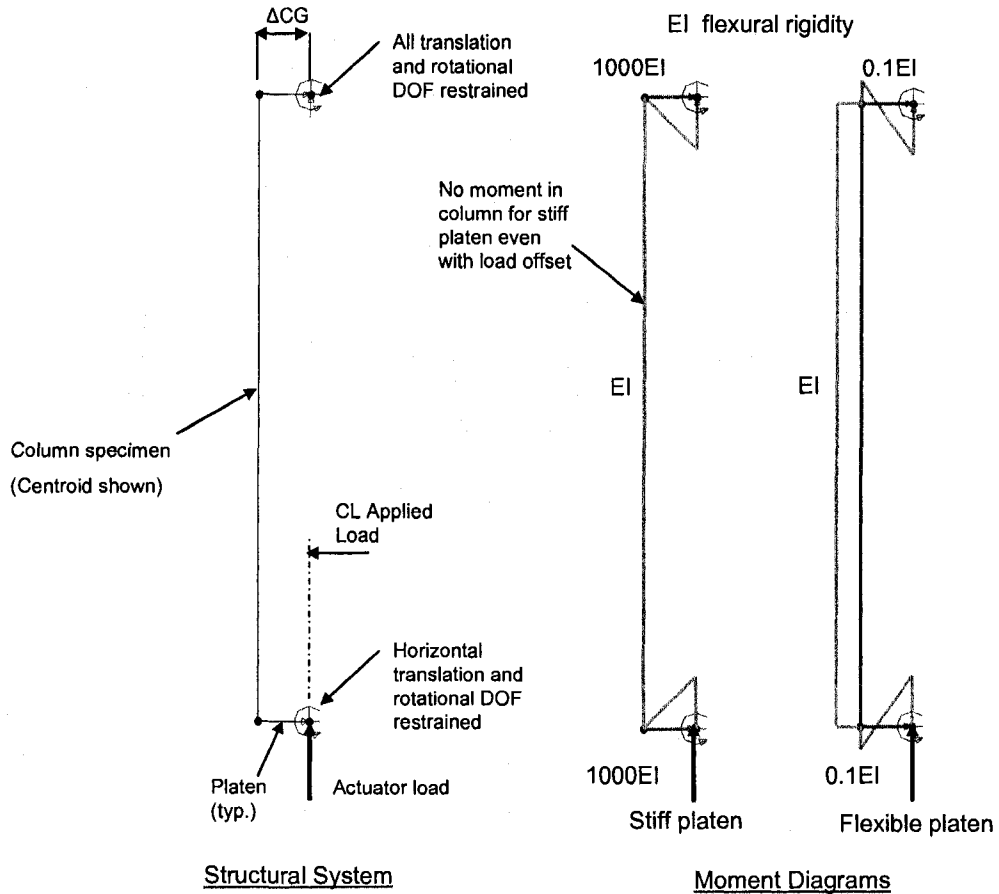 ΔCG
All translation
and rotational
DOF restrained
Column specimen
(Centroid shown)
CL Applied
Load
Horizontal
translation and
rotational DOF
restrained
Platen
(typ.)
Actuator load
Structural System
EI flexural rigidity
1000EI
0.1EI
No moment in
column for stiff
platen even
with load offset
EI
EI
1000EI
0.1EI
Stiff platen
Flexible platen
Moment Diagrams